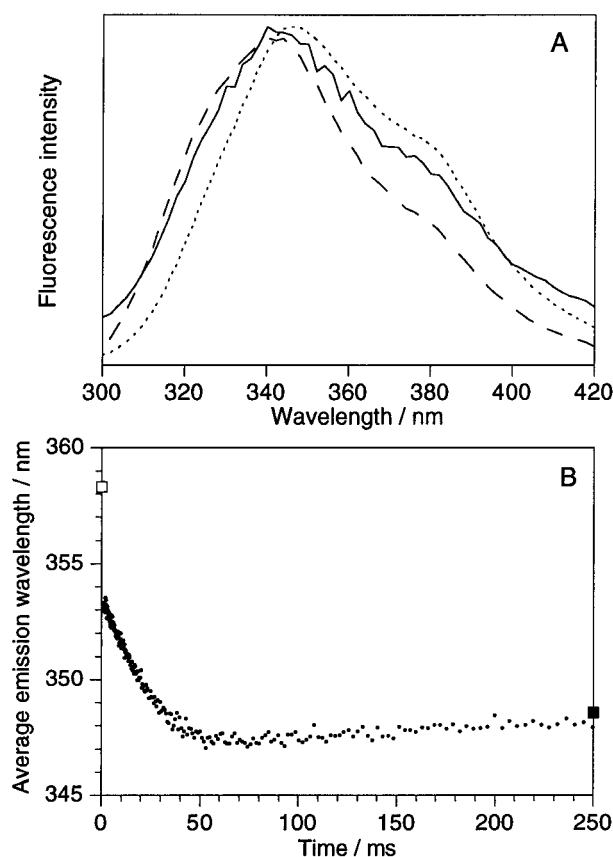 A
Fluorescence intensity
300 320 340 360 380 400 420
Wavelength / nm
B
Average emission wavelength / nm
360
355
350
345
0 50 100 150 200 250
Time / ms